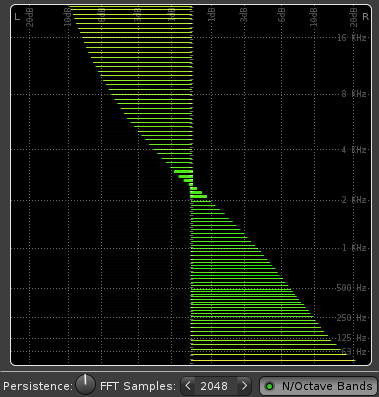 L -20dB -10dB -6dB -3dB 1dB 1dB 3dB 6dB 10dB 20dB R
16 KHz
8 KHz
4 KHz
2 KHz
1 KHz
500 Hz
250 Hz
125 Hz
63 Hz
Persistence: FFT Samples: < 2048 > N/Octave Bands